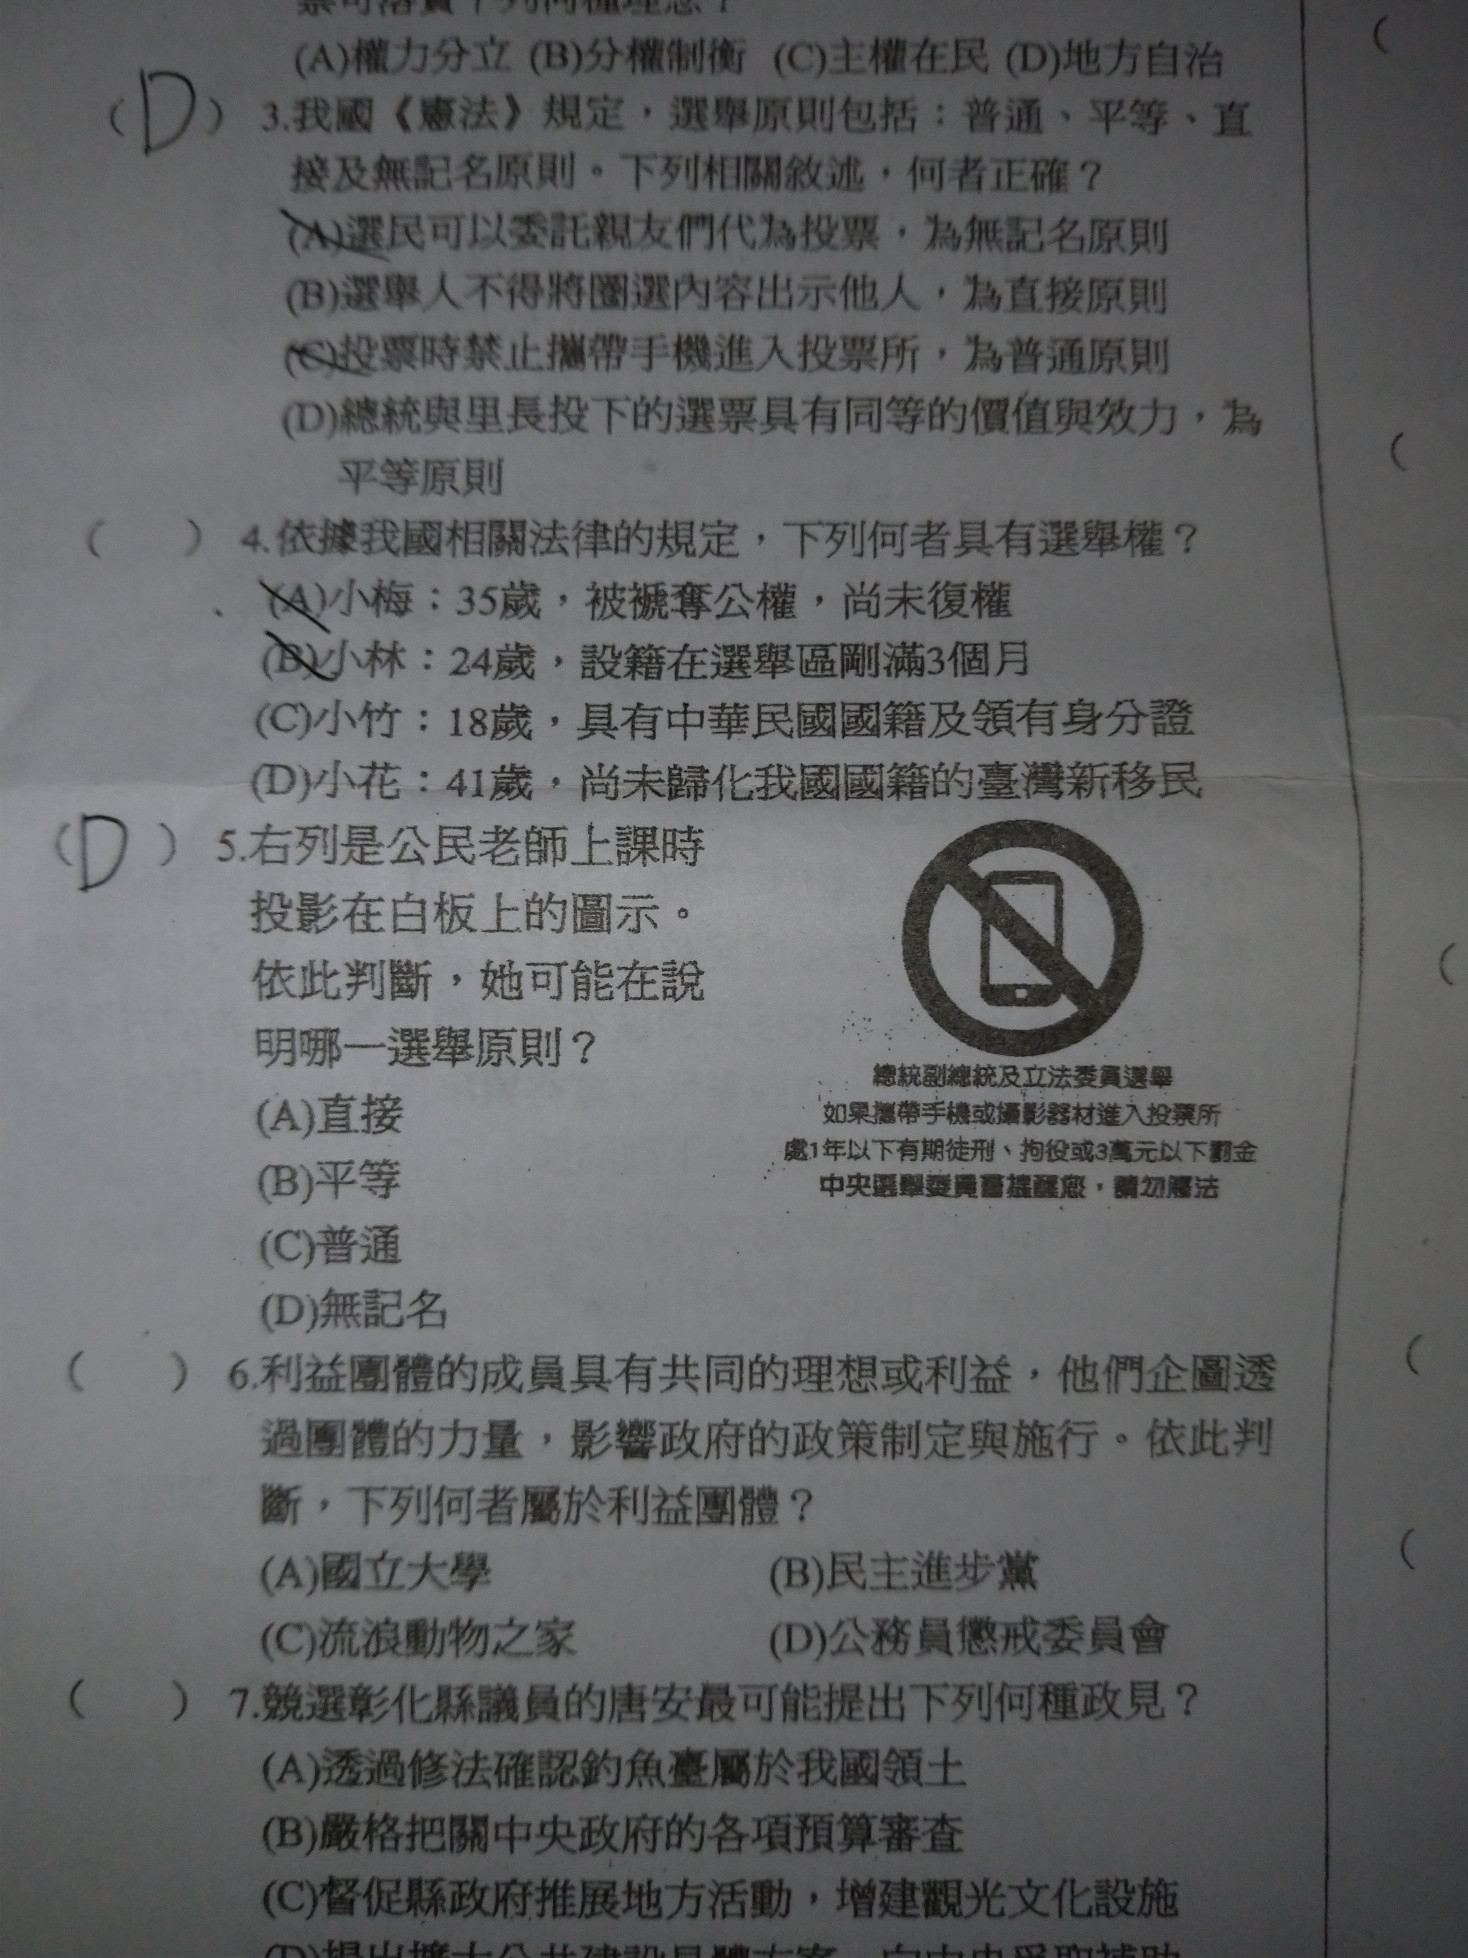 (A)權力分立 (B)分權制衡 (C)主權在民 (D)地方自治
(D) 3.我國《憲法》規定,選舉原則包括:普通、平等、直
接及無記名原則。下列相關敘述,何者正確?
(A)選民可以委託親友們代為投票,為無記名原則
(B)選舉人不得將圈選內容出示他人,為直接原則
(C)投票時禁止攜帶手機進入投票所,為普通原則
(D)總統與里長投下的選票具有同等的價值與效力,為
平等原則
( ) 4.依據我國相關法律的規定,下列何者具有選舉權?
(A)小梅:35歲,被褫奪公權,尚未復權
(B)小林:24歲,設籍在選舉區剛滿3個月
(C)小竹:18歲,具有中華民國國籍及領有身分證
(D)小花:41歲,尚未歸化我國國籍的臺灣新移民
(D) 5.右列是公民老師上課時
投影在白板上的圖示。
依此判斷,她可能在說
明哪一選舉原則?
(A)直接
(B)平等
(C)普通
(D)無記名
總統副總統及立法委員選舉
如果攜帶手機或攝影器材進入投票所
處1年以下有期徒刑、拘役或3萬元以下罰金
中央選舉委員會提醒您,請勿觸法
( ) 6.利益團體的成員具有共同的理想或利益,他們企圖透
過團體的力量,影響政府的政策制定與施行。依此判
斷,下列何者屬於利益團體?
(A)國立大學 (B)民主進步黨
(C)流浪動物之家 (D)公務員懲戒委員會
( ) 7.競選彰化縣議員的唐安最可能提出下列何種政見?
(A)透過修法確認釣魚臺屬於我國領土
(B)嚴格把關中央政府的各項預算審查
(C)督促縣政府推展地方活動,增建觀光文化設施